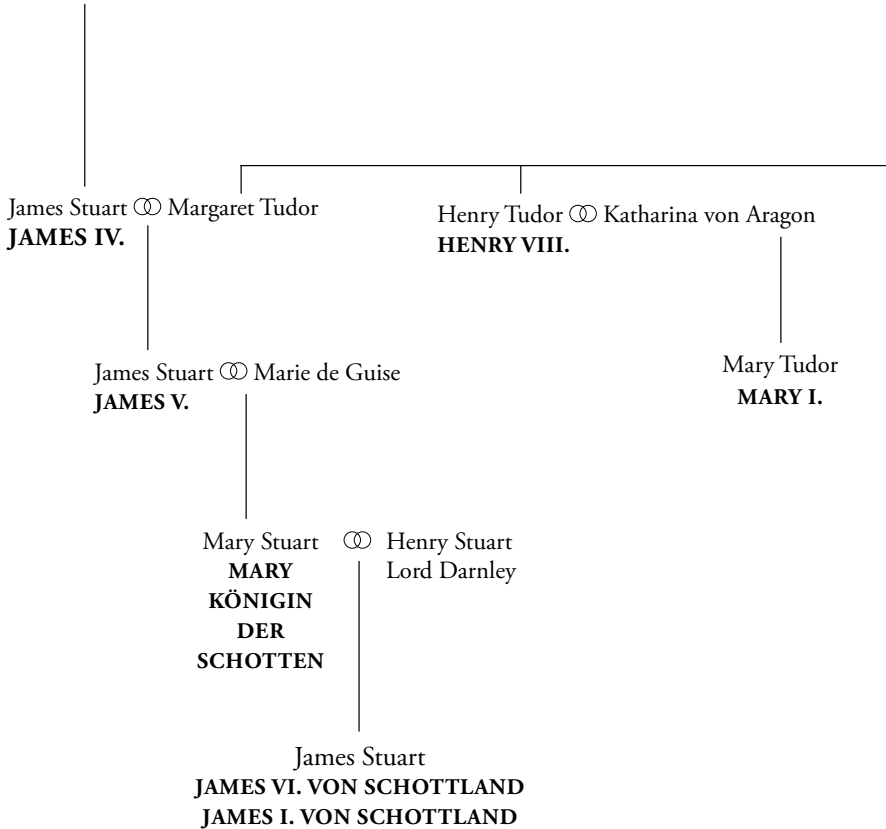 James Stuart ⚭ Margaret Tudor
JAMES IV.
Henry Tudor ⚭ Katharina von Aragon
HENRY VIII.
James Stuart ⚭ Marie de Guise
JAMES V.
Mary Tudor
MARY I.
Mary Stuart ⚭ Henry Stuart
Lord Darnley
MARY
KÖNIGIN
DER
SCHOTTEN
James Stuart
JAMES VI. VON SCHOTTLAND
JAMES I. VON SCHOTTLAND